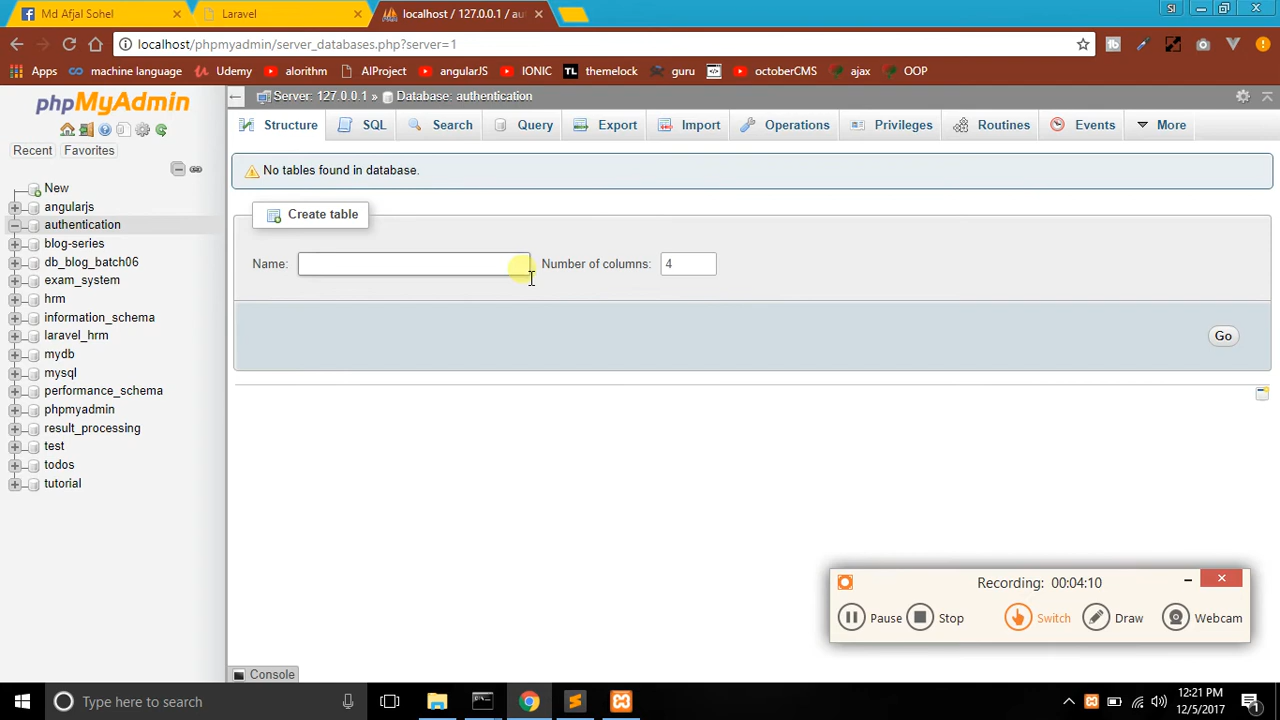 Md Afjal Sohel
Laravel
localhost / 127.0.0.1 / au
SI
localhost/phpmyadmin/server_databases.php?server=1
Apps machine language Udemy alorithm AIProject angularJS IONIC TL themelock guru octoberCMS ajax OOP
phpMyAdmin
Server: 127.0.0.1 » Database: authentication
Structure SQL Search Query Export Import Operations Privileges Routines Events More
Recent Favorites
No tables found in database.
New
angularjs
authentication
blog-series
db_blog_batch06
exam_system
hrm
information_schema
laravel_hrm
mydb
mysql
performance_schema
phpmyadmin
result_processing
test
todos
tutorial
Create table
Name: Number of columns: 4
Go
Recording: 00:04:10
Pause Stop Switch Draw Webcam
Console
Type here to search
12:21 PM
12/5/2017
1